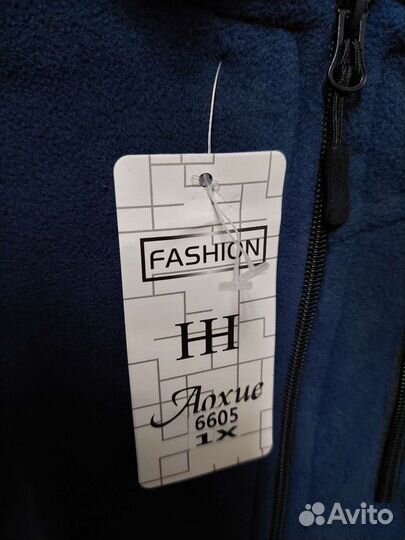 FASHION
HH
Aoxue
6605
1X
Avito